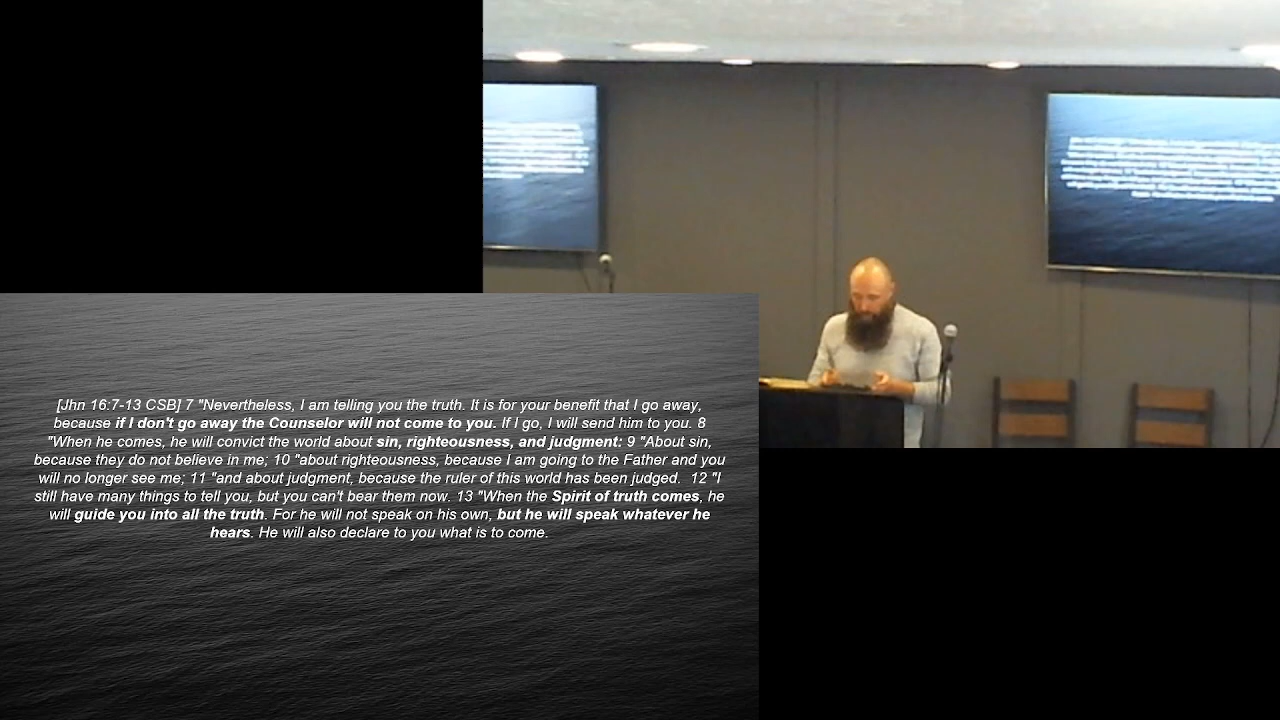 [Jhn 16:7-13 CSB] 7 "Nevertheless, I am telling you the truth. It is for your benefit that I go away,
because if I don't go away the Counselor will not come to you. If I go, I will send him to you. 8
"When he comes, he will convict the world about sin, righteousness, and judgment: 9 "About sin,
because they do not believe in me; 10 "about righteousness, because I am going to the Father and you
will no longer see me; 11 "and about judgment, because the ruler of this world has been judged.  12 "I
still have many things to tell you, but you can't bear them now. 13 "When the Spirit of truth comes, he
will guide you into all the truth. For he will not speak on his own, but he will speak whatever he
hears. He will also declare to you what is to come.